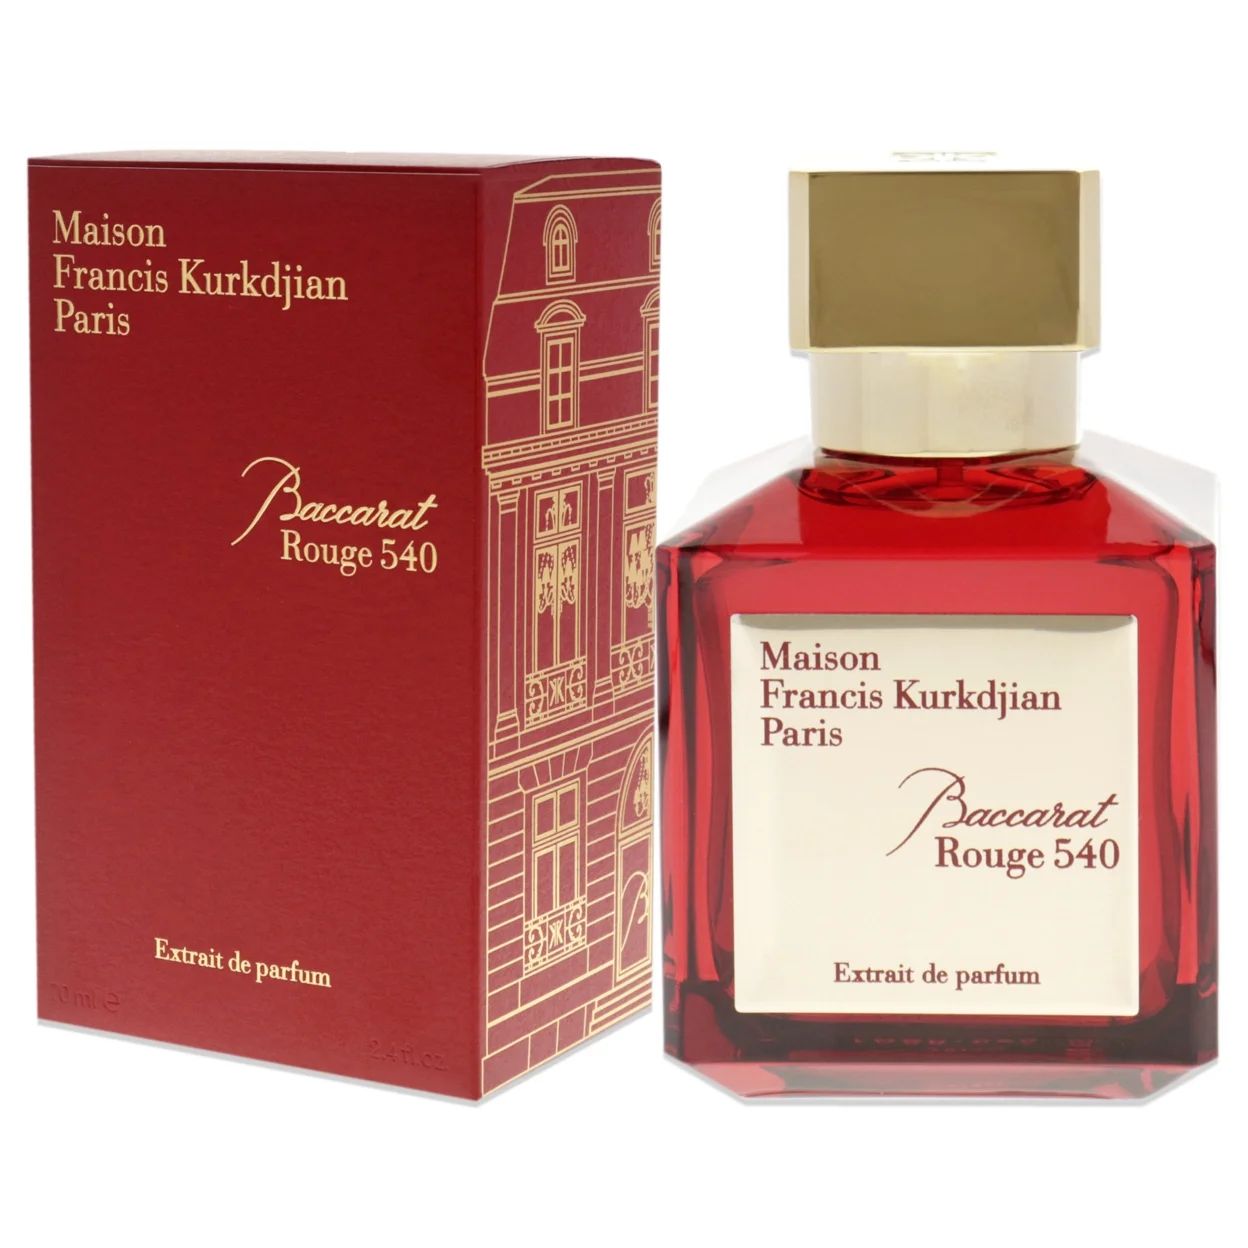 Maison
Francis Kurkdjian
Paris
Baccarat
Rouge 540
Extrait de parfum
70 ml e
2.4 fl.oz
Maison
Francis Kurkdjian
Paris
Baccarat
Rouge 540
Extrait de parfum